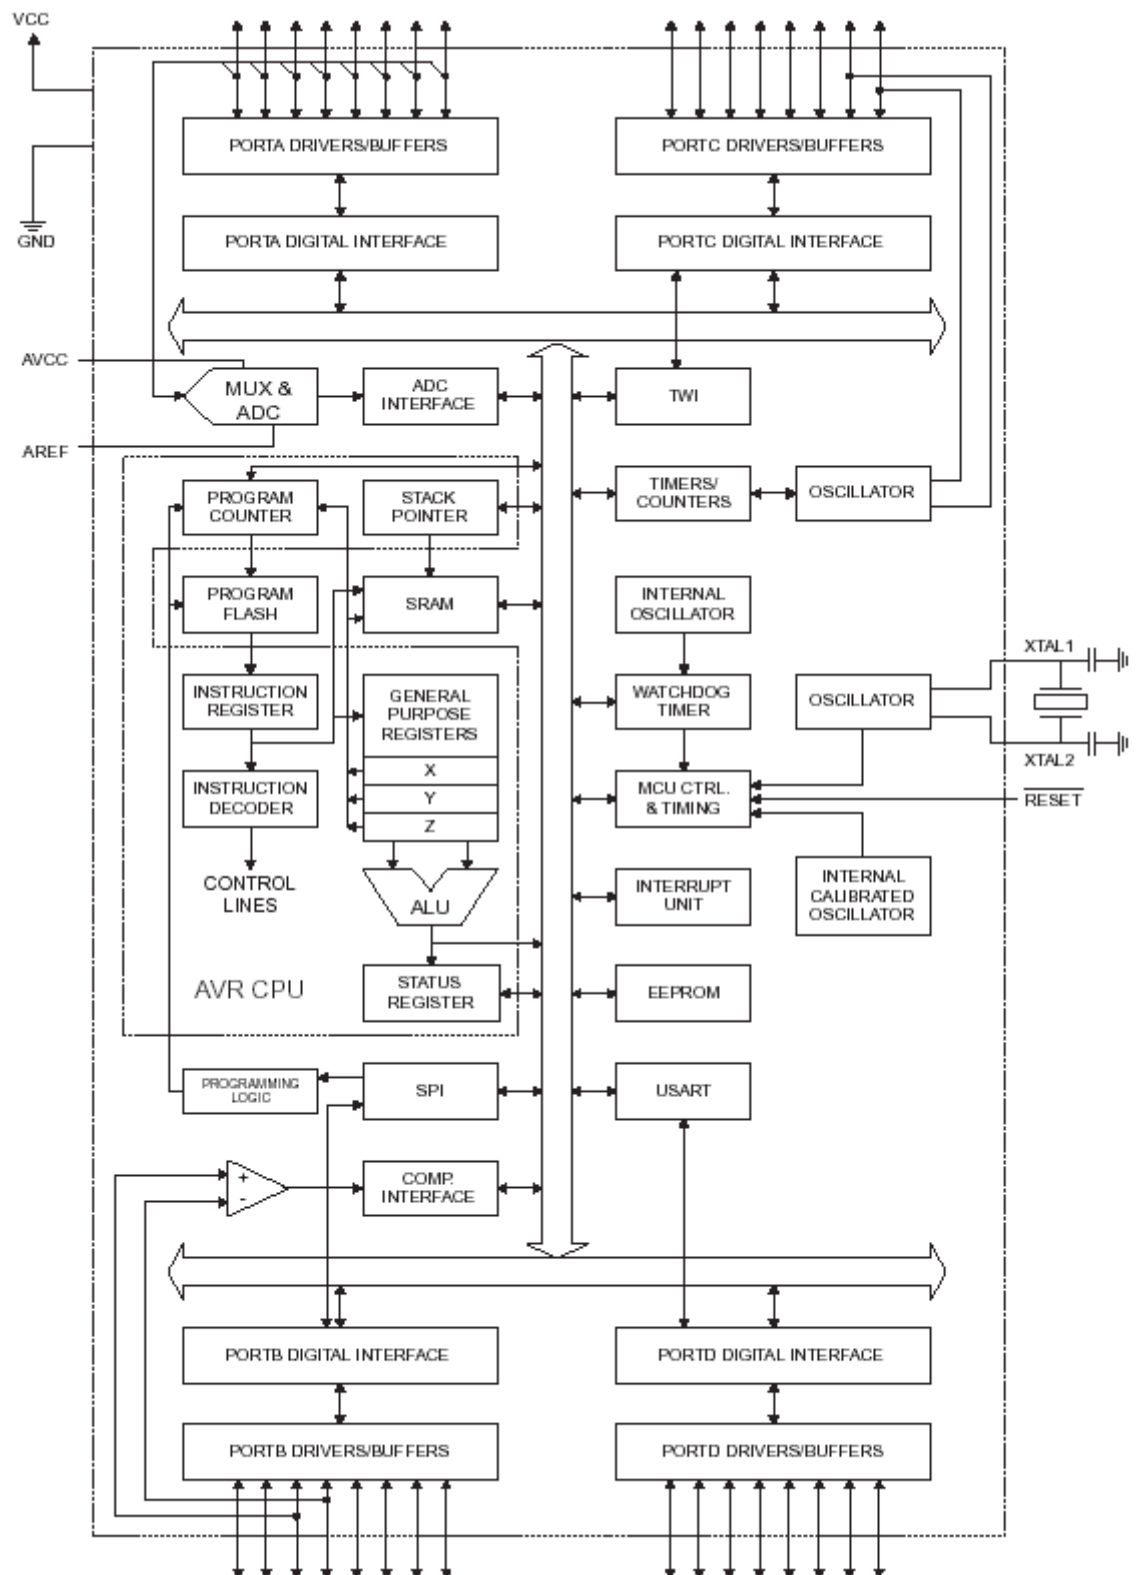 VCC
PORTA DRIVERS/BUFFERS
PORTC DRIVERS/BUFFERS
GND
PORTA DIGITAL INTERFACE
PORTC DIGITAL INTERFACE
AVCC
MUX &
ADC
ADC
INTERFACE
TWI
AREF
PROGRAM
COUNTER
STACK
POINTER
TIMERS/
COUNTERS
OSCILLATOR
PROGRAM
FLASH
SRAM
INTERNAL
OSCILLATOR
XTAL1
INSTRUCTION
REGISTER
GENERAL
PURPOSE
REGISTERS
WATCHDOG
TIMER
OSCILLATOR
XTAL2
X
INSTRUCTION
DECODER
Y
MCU CTRL.
& TIMING
RESET
Z
CONTROL
LINES
ALU
INTERRUPT
UNIT
INTERNAL
CALIBRATED
OSCILLATOR
AVR CPU
STATUS
REGISTER
EEPROM
PROGRAMMING
LOGIC
SPI
USART
+
-
COMP.
INTERFACE
PORTB DIGITAL INTERFACE
PORTD DIGITAL INTERFACE
PORTB DRIVERS/BUFFERS
PORTD DRIVERS/BUFFERS